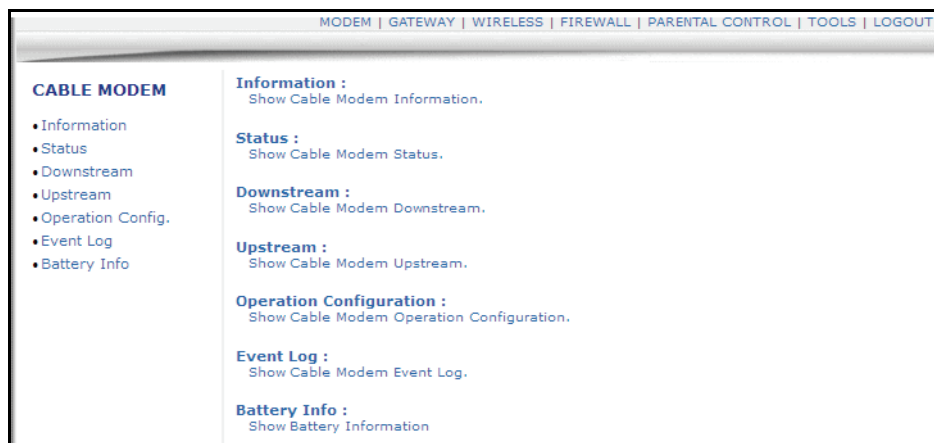 MODEM | GATEWAY | WIRELESS | FIREWALL | PARENTAL CONTROL | TOOLS | LOGOUT
CABLE MODEM
•Information
•Status
•Downstream
•Upstream
•Operation Config.
•Event Log
•Battery Info
Information :
Show Cable Modem Information.
Status :
Show Cable Modem Status.
Downstream :
Show Cable Modem Downstream.
Upstream :
Show Cable Modem Upstream.
Operation Configuration :
Show Cable Modem Operation Configuration.
Event Log :
Show Cable Modem Event Log.
Battery Info :
Show Battery Information